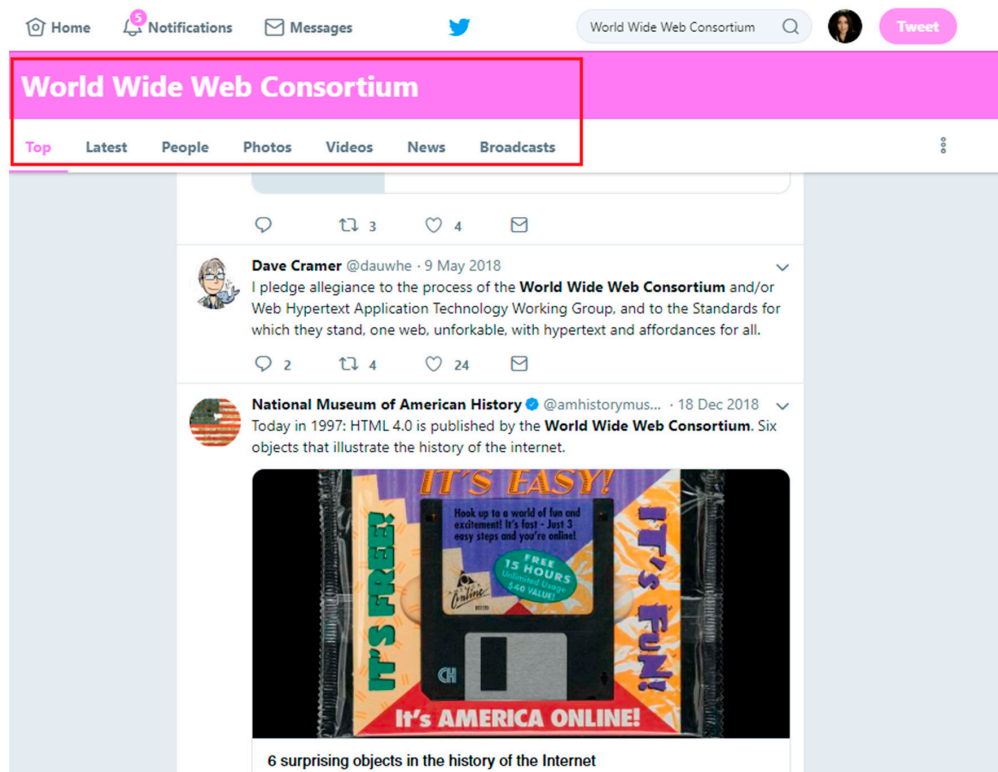 Home 5 Notifications Messages World Wide Web Consortium Tweet
World Wide Web Consortium
Top Latest People Photos Videos News Broadcasts
3 4
Dave Cramer @dauwhe · 9 May 2018
I pledge allegiance to the process of the World Wide Web Consortium and/or
Web Hypertext Application Technology Working Group, and to the Standards for
which they stand, one web, unforkable, with hypertext and affordances for all.
2 4 24
National Museum of American History @amhistorymus... · 18 Dec 2018
Today in 1997: HTML 4.0 is published by the World Wide Web Consortium. Six
objects that illustrate the history of the internet.
IT'S EASY!
Hook up to a world of fun and
excitement! It's fast - Just 3
easy steps and you're online!
FREE
15 HOURS
Unlimited Usage
$40 VALUE!
IT'S FREE!
IT'S FUN!
America
Online
It's AMERICA ONLINE!
6 surprising objects in the history of the Internet